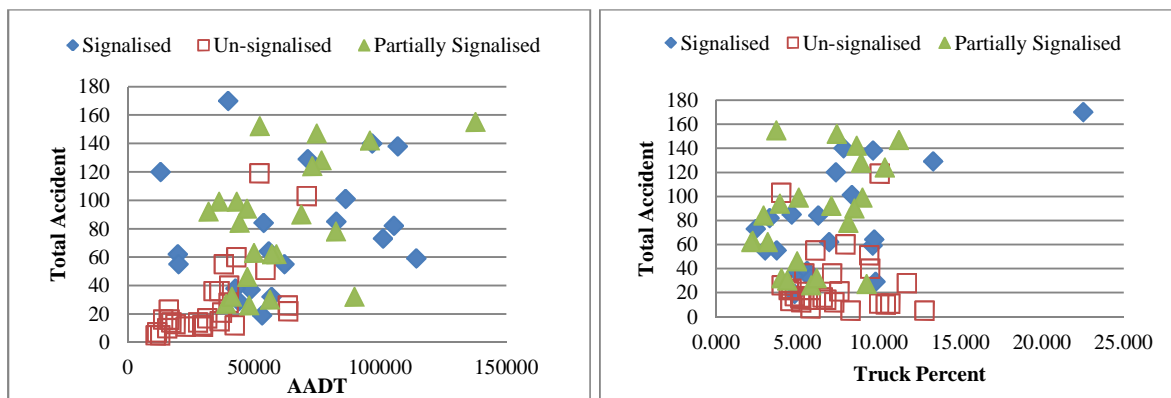 Signalised Un-signalised Partially Signalised
180
160
140
120
100
80
60
40
20
0
Total Accident
0 50000 100000 150000
AADT
Signalised Un-signalised Partially Signalised
180
160
140
120
100
80
60
40
20
0
Total Accident
0.000 5.000 10.000 15.000 20.000 25.000
Truck Percent